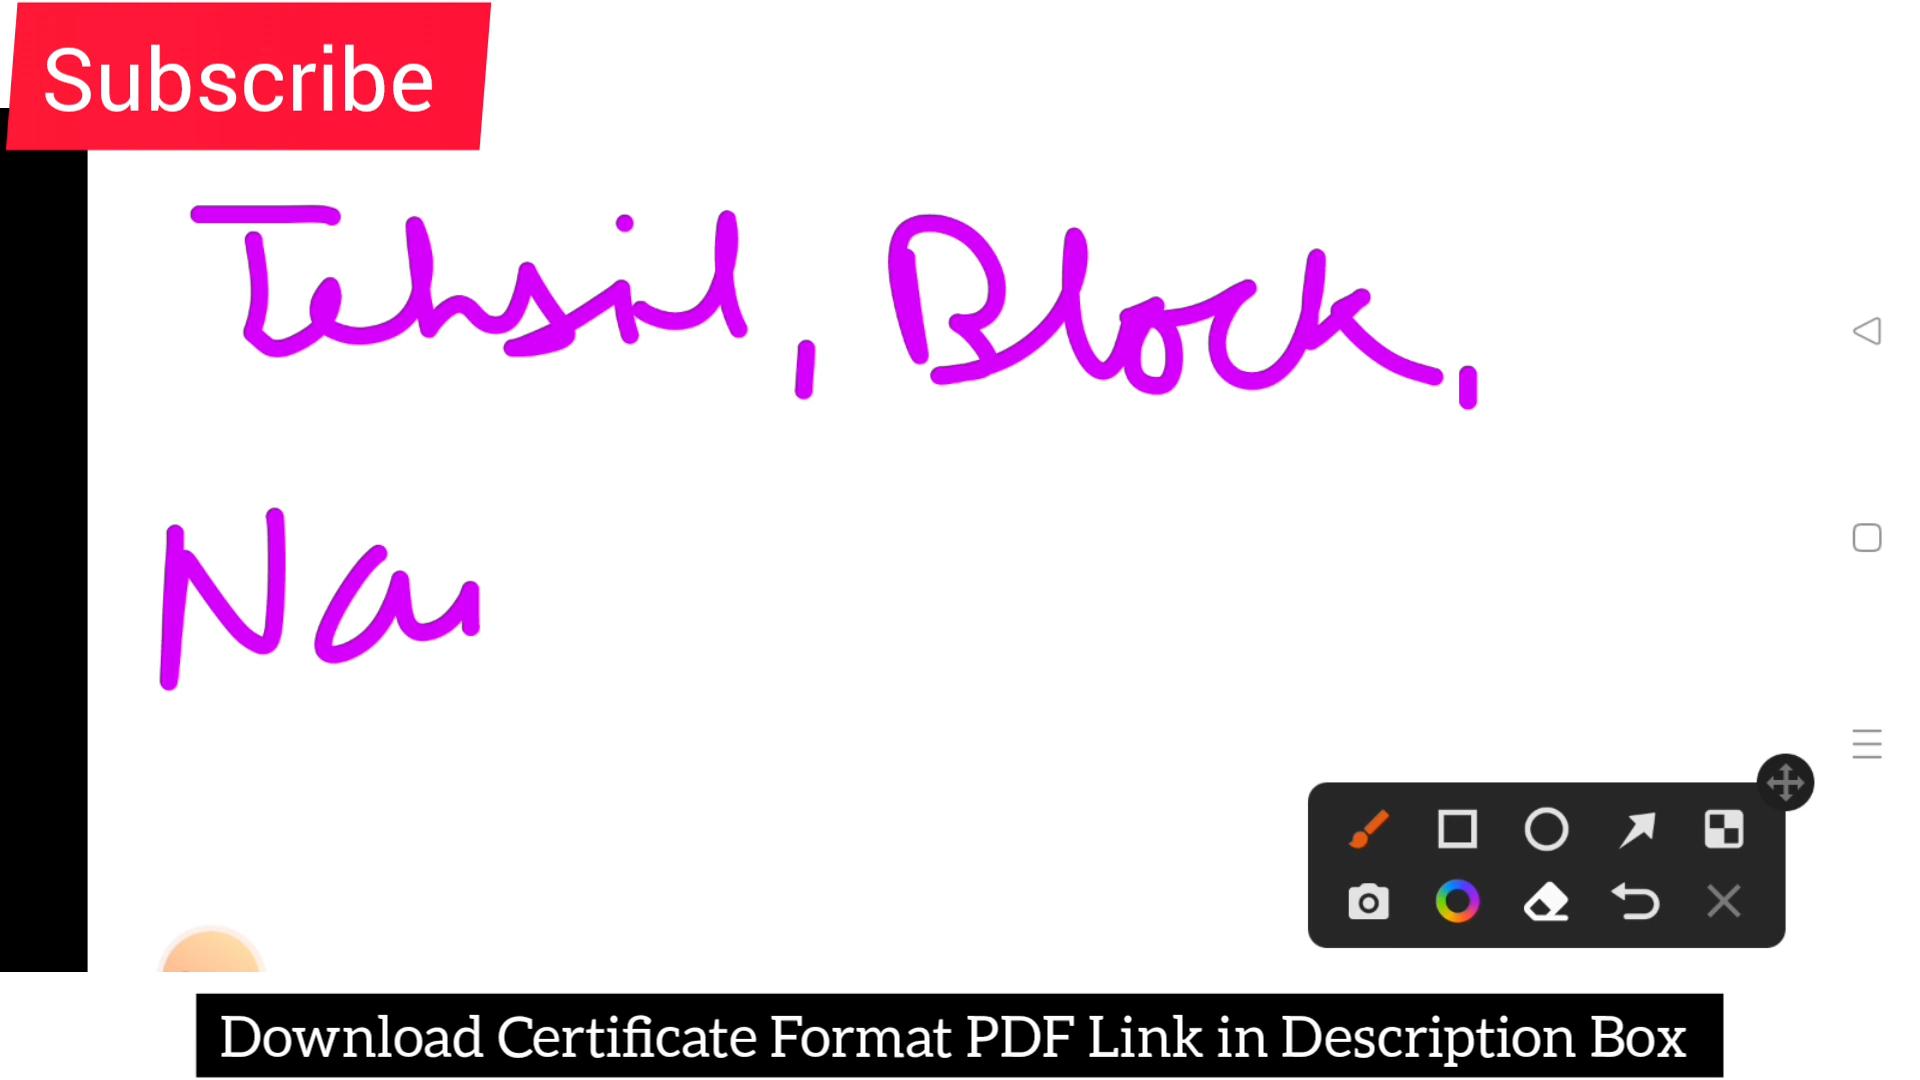 Subscribe
Tehsil, Block,
Na
Download Certificate Format PDF Link in Description Box